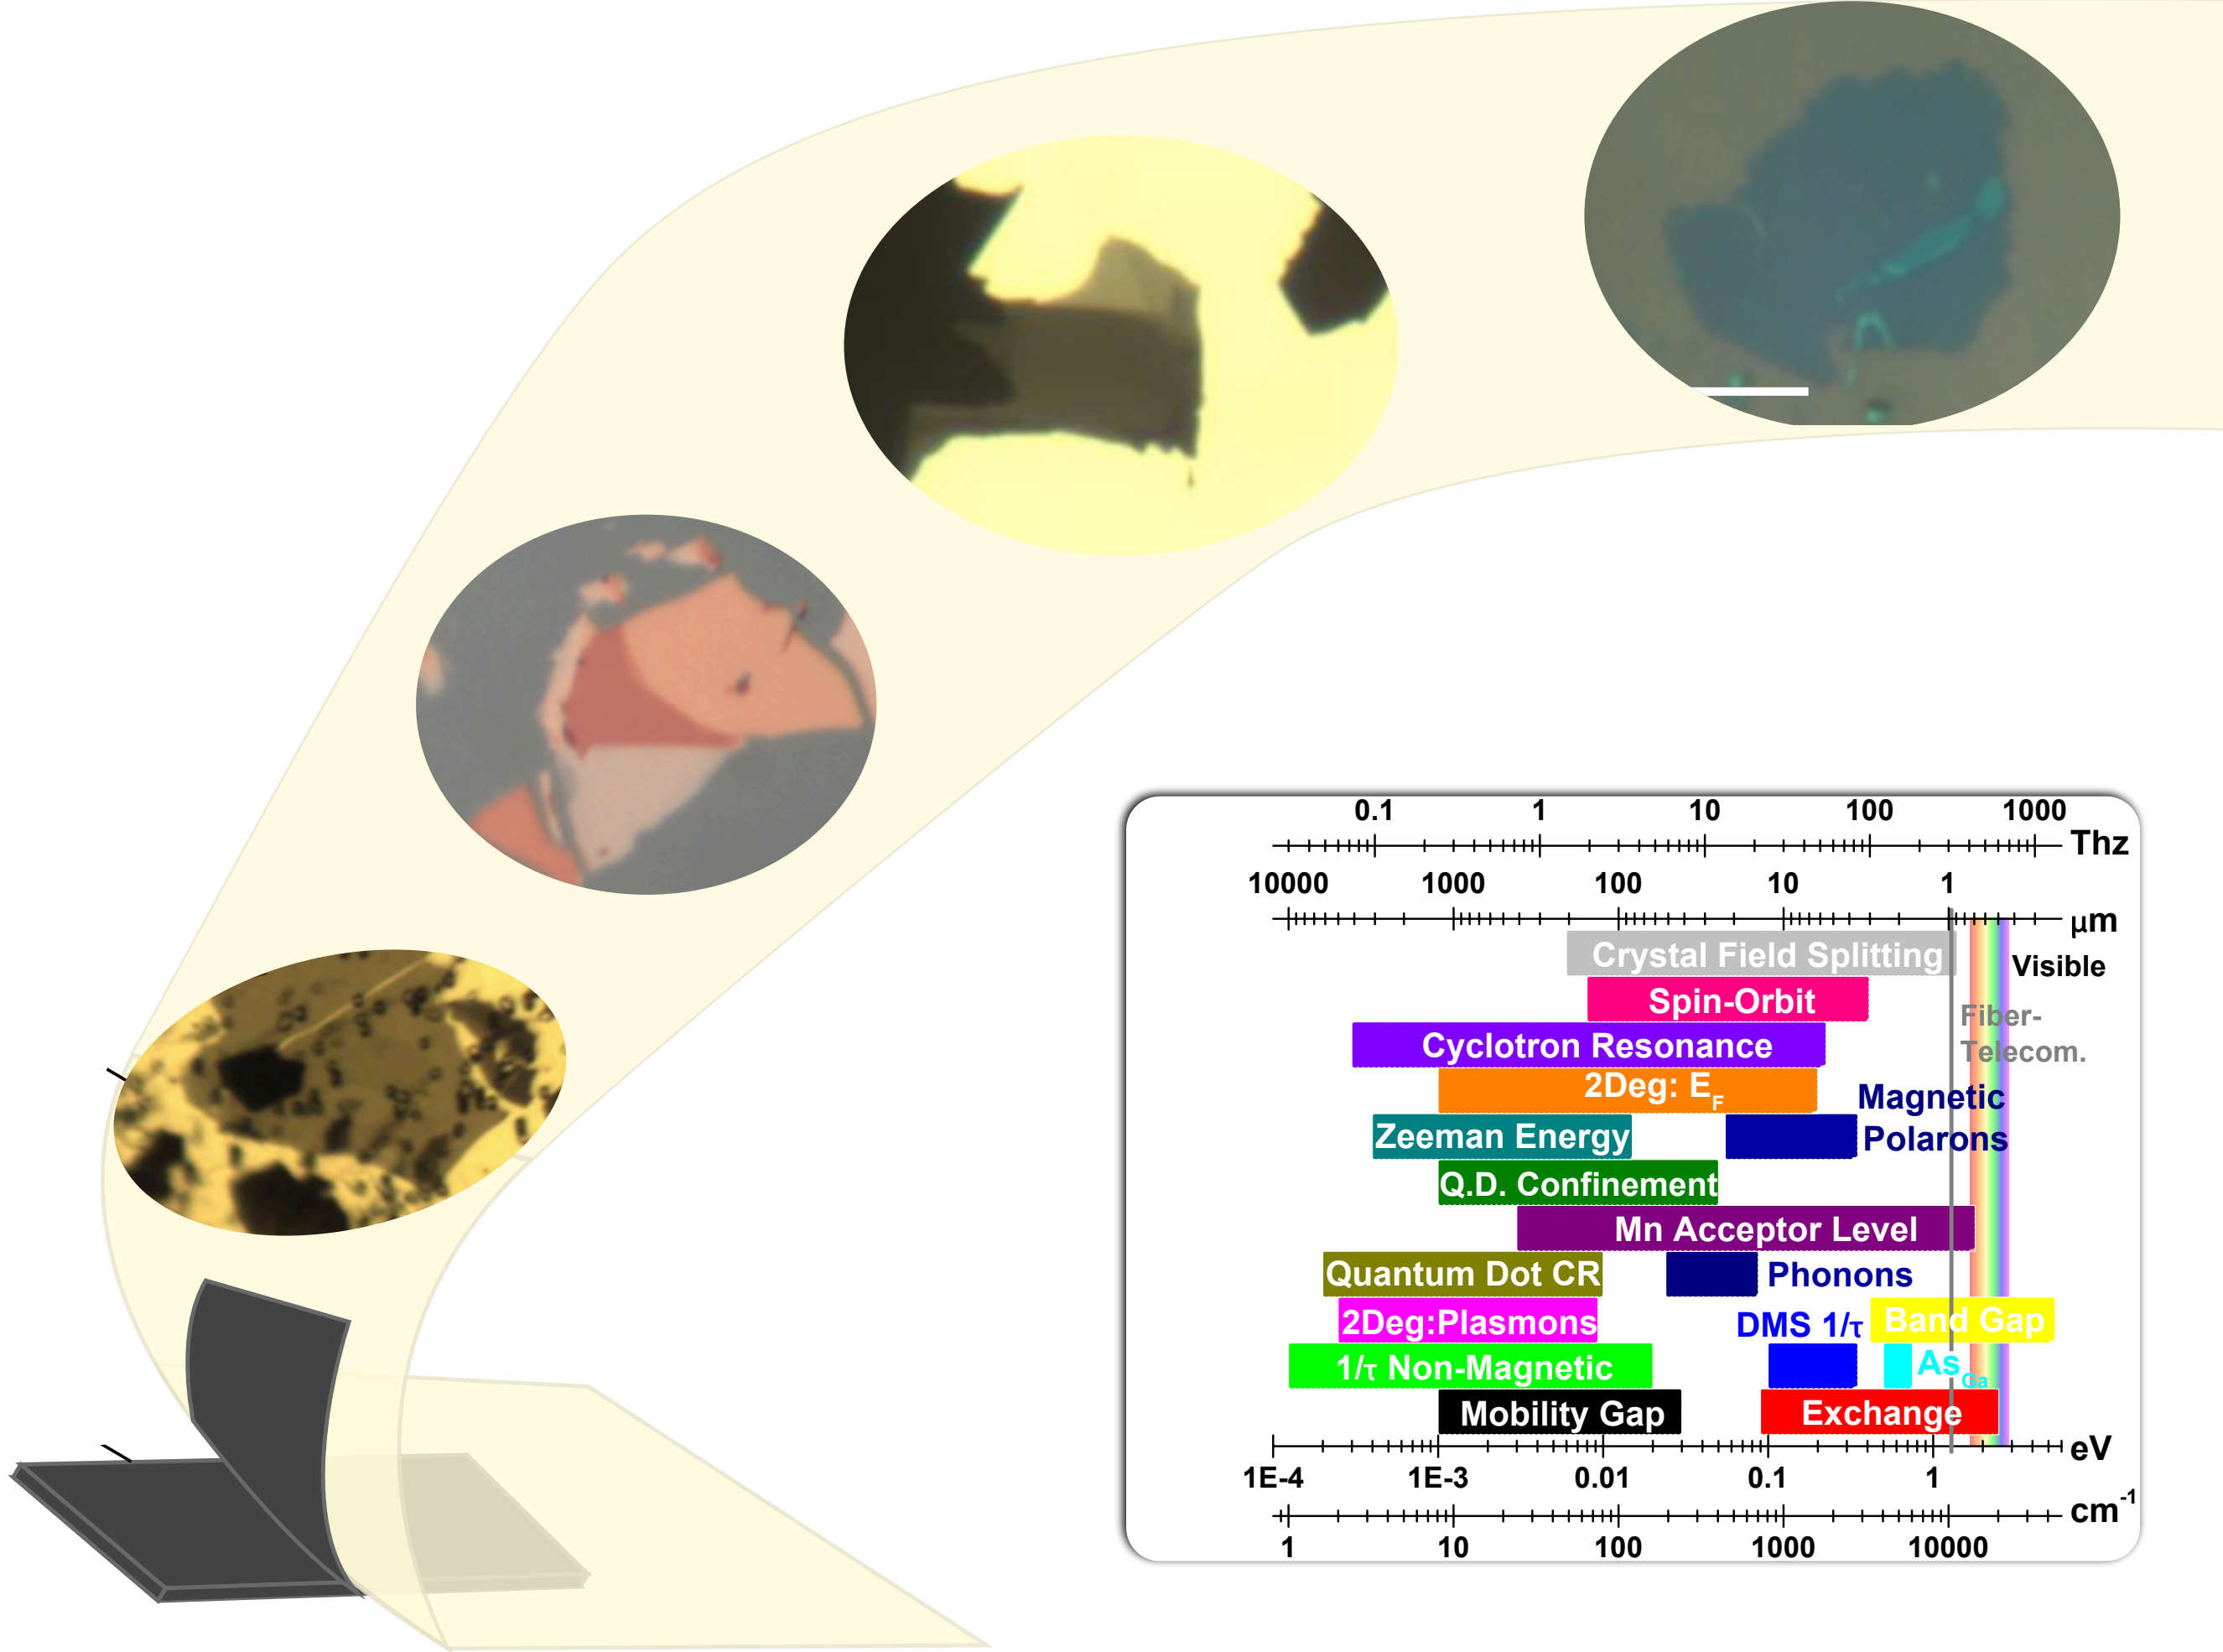 0.1 1 10 100 1000
Thz
10000 1000 100 10 1
μm
Crystal Field Splitting
Visible
Spin-Orbit
Fiber-
Telecom.
Cyclotron Resonance
2Deg: E_F
Magnetic
Polarons
Zeeman Energy
Q.D. Confinement
Mn Acceptor Level
Quantum Dot CR
Phonons
2Deg:Plasmons
DMS 1/τ
Band Gap
1/τ Non-Magnetic
As_Ga
Mobility Gap
Exchange
eV
1E-4 1E-3 0.01 0.1 1
cm⁻¹
1 10 100 1000 10000